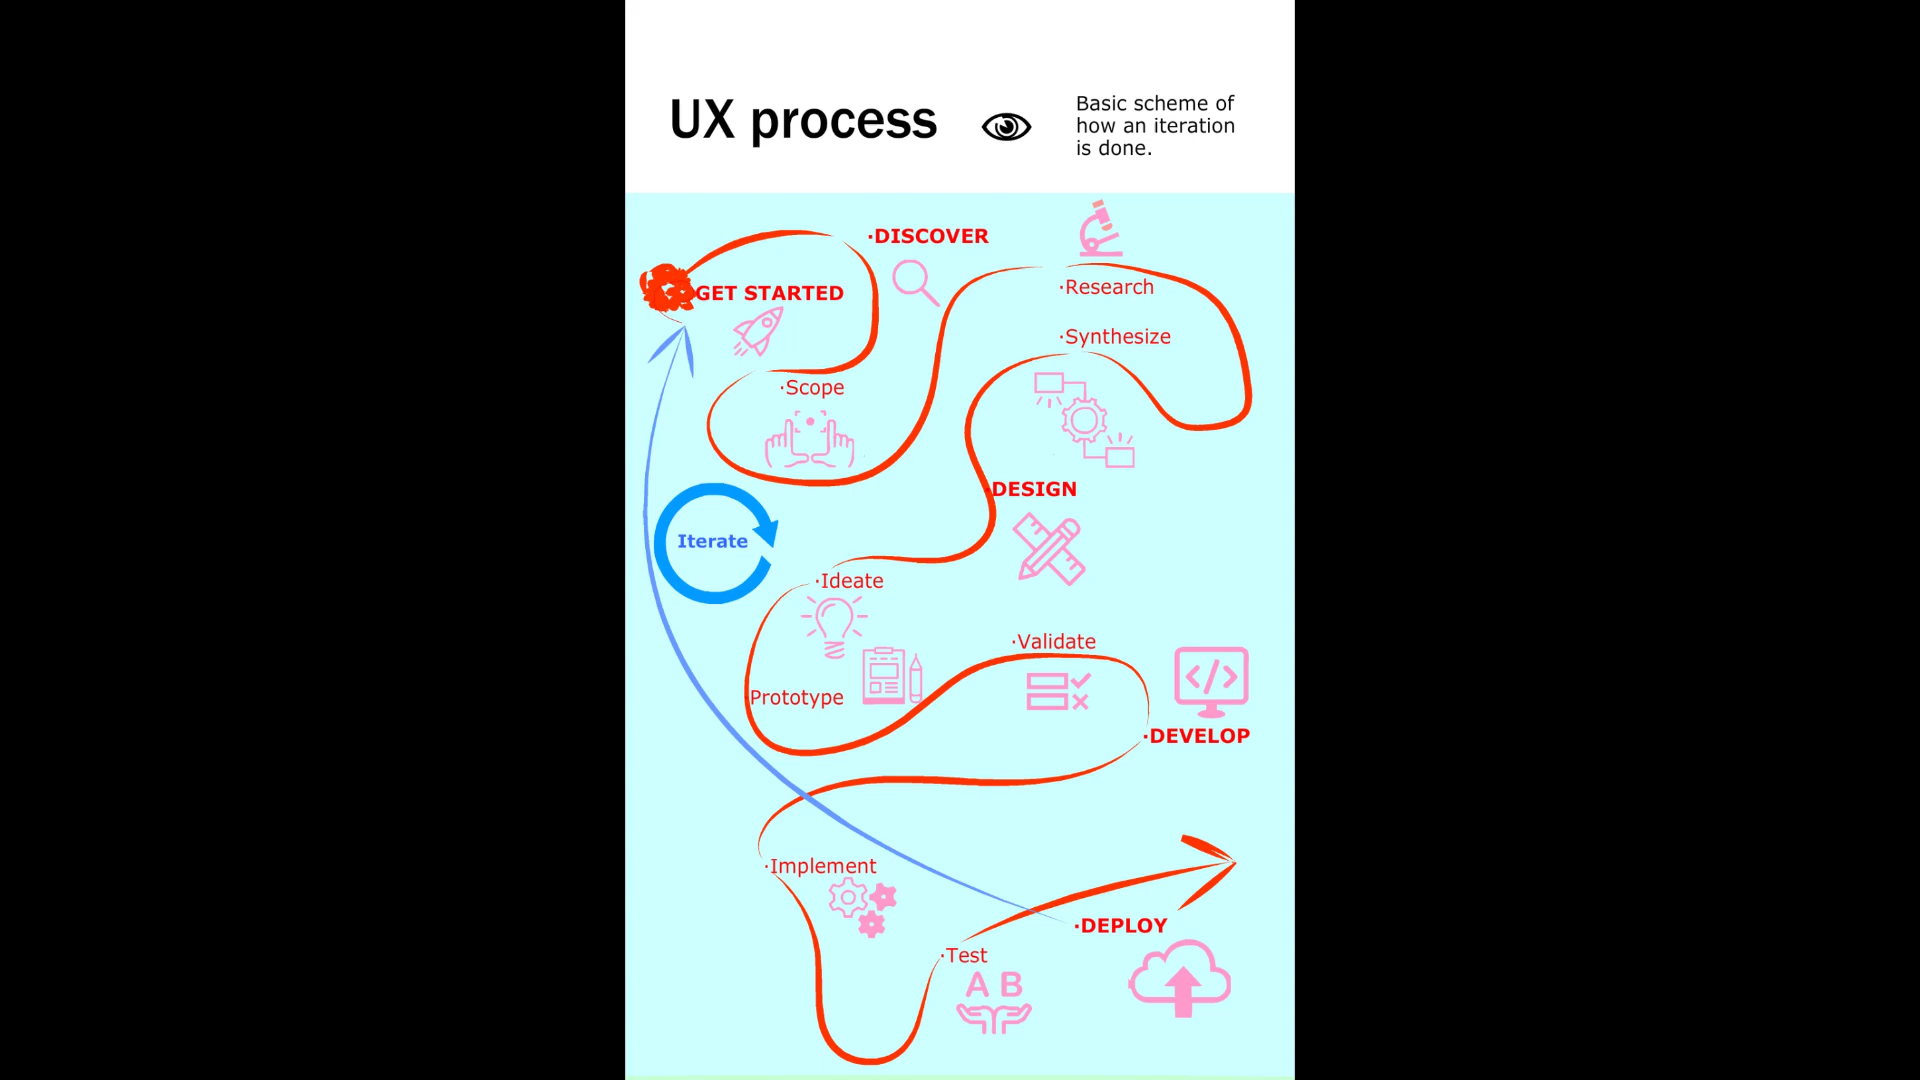 UX process
Basic scheme of
how an iteration
is done.
·DISCOVER
GET STARTED
·Research
·Synthesize
·Scope
·DESIGN
Iterate
·Ideate
·Validate
·Prototype
·DEVELOP
·Implement
·DEPLOY
·Test
A B